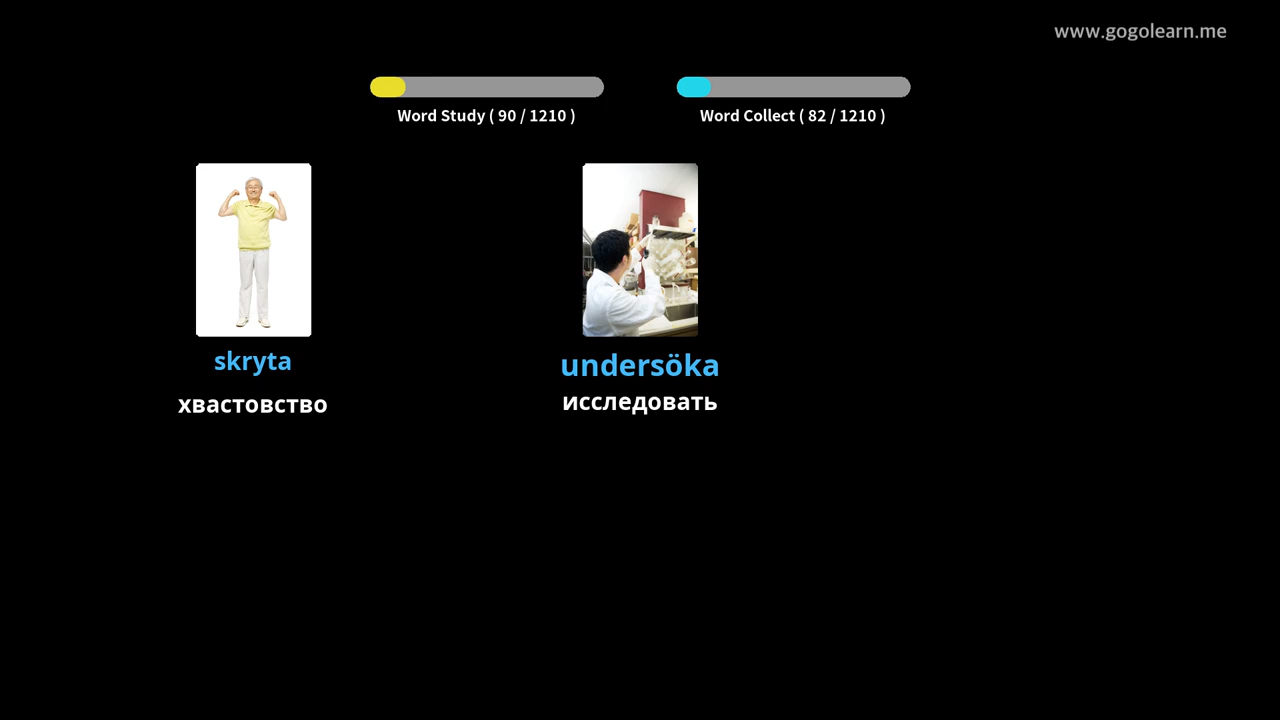 www.gogolearn.me
Word Study ( 90 / 1210 )
Word Collect ( 82 / 1210 )
skryta
хвастовство
undersöka
исследовать